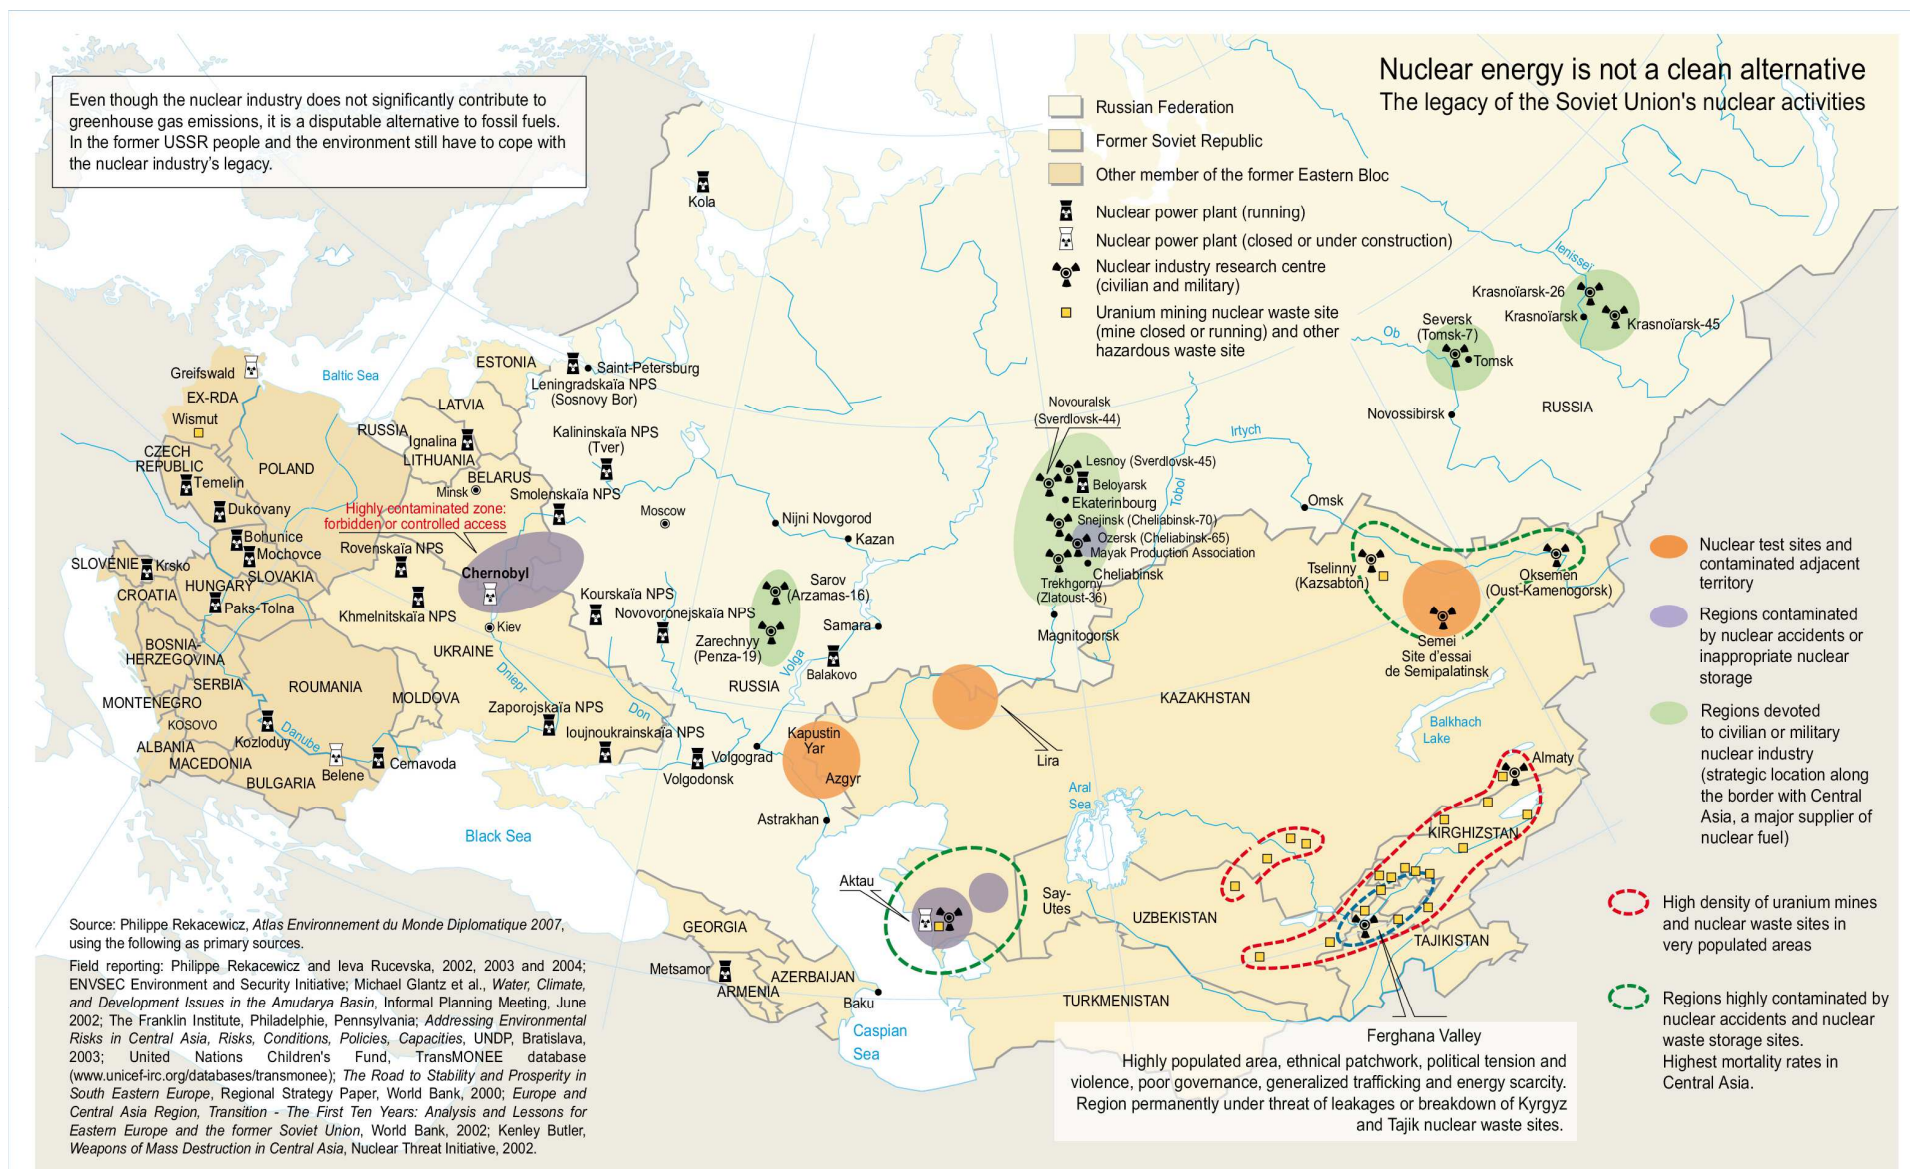 Nuclear energy is not a clean alternative
The legacy of the Soviet Union's nuclear activities
Even though the nuclear industry does not significantly contribute to
greenhouse gas emissions, it is a disputable alternative to fossil fuels.
In the former USSR people and the environment still have to cope with
the nuclear industry's legacy.
Russian Federation
Former Soviet Republic
Other member of the former Eastern Bloc
Nuclear power plant (running)
Nuclear power plant (closed or under construction)
Nuclear industry research centre
(civilian and military)
Uranium mining nuclear waste site
(mine closed or running) and other
hazardous waste site
Kola
Ienisseï
Krasnoïarsk-26
Krasnoïarsk
Krasnoïarsk-45
Ob
Seversk
(Tomsk-7)
Tomsk
Novossibirsk
RUSSIA
Greifswald
EX-RDA
Wismut
Baltic Sea
ESTONIA
Saint-Petersburg
Leningradskaïa NPS
(Sosnovy Bor)
LATVIA
RUSSIA
Ignalina
LITHUANIA
Kalininskaïa NPS
(Tver)
CZECH
REPUBLIC
Temelin
POLAND
BELARUS
Minsk
Smolenskaïa NPS
Dukovany
Highly contaminated zone:
forbidden or controlled access
Moscow
Nijni Novgorod
Kazan
Bohunice
Mochovce
Rovenskaïa NPS
SLOVÉNIE
Krsko
SLOVAKIA
HUNGARY
CROATIA
Paks-Tolna
Chernobyl
Khmelnitskaïa NPS
Kiev
Kourskaïa NPS
Novovoronejskaïa NPS
Sarov
(Arzamas-16)
Zarechnyy
(Penza-19)
Samara
Volga
Balakovo
RUSSIA
BOSNIA-
HERZEGOVINA
UKRAINE
SERBIA
ROUMANIA
MOLDOVA
Dniepr
MONTENEGRO
KOSOVO
Zaporojskaïa NPS
Don
Ioujnoukrainskaïa NPS
Kozloduy
Danube
ALBANIA
MACEDONIA
Belene
Cernavoda
BULGARIA
Volgodonsk
Volgograd
Kapustin
Yar
Azgyr
Astrakhan
Black Sea
Novouralsk
(Sverdlovsk-44)
Lesnoy (Sverdlovsk-45)
Beloyarsk
Ekaterinbourg
Snejinsk (Cheliabinsk-70)
Ozersk (Cheliabinsk-65)
Mayak Production Association
Cheliabinsk
Trekhgorny
(Zlatoust-36)
Magnitogorsk
Tobol
Irtych
Omsk
Tselinny
(Kazsabton)
Oksemen
(Oust-Kamenogorsk)
Semei
Site d'essai
de Semipalatinsk
KAZAKHSTAN
Lira
Balkhach
Lake
Aral
Sea
Almaty
KIRGHIZSTAN
Aktau
Say-
Utes
UZBEKISTAN
TAJIKISTAN
TURKMENISTAN
GEORGIA
Metsamor
ARMENIA
AZERBAIJAN
Baku
Caspian
Sea
Ferghana Valley
Highly populated area, ethnical patchwork, political tension and
violence, poor governance, generalized trafficking and energy scarcity.
Region permanently under threat of leakages or breakdown of Kyrgyz
and Tajik nuclear waste sites.
Nuclear test sites and
contaminated adjacent
territory
Regions contaminated
by nuclear accidents or
inappropriate nuclear
storage
Regions devoted
to civilian or military
nuclear industry
(strategic location along
the border with Central
Asia, a major supplier of
nuclear fuel)
High density of uranium mines
and nuclear waste sites in
very populated areas
Regions highly contaminated by
nuclear accidents and nuclear
waste storage sites.
Highest mortality rates in
Central Asia.
Source: Philippe Rekacewicz, Atlas Environnement du Monde Diplomatique 2007,
using the following as primary sources.
Field reporting: Philippe Rekacewicz and Ieva Rucevska, 2002, 2003 and 2004;
ENVSEC Environment and Security Initiative; Michael Glantz et al., Water, Climate,
and Development Issues in the Amudarya Basin, Informal Planning Meeting, June
2002; The Franklin Institute, Philadelphie, Pennsylvania; Addressing Environmental
Risks in Central Asia, Risks, Conditions, Policies, Capacities, UNDP, Bratislava,
2003; United Nations Children's Fund, TransMONEE database
(www.unicef-irc.org/databases/transmonee); The Road to Stability and Prosperity in
South Eastern Europe, Regional Strategy Paper, World Bank, 2000; Europe and
Central Asia Region, Transition - The First Ten Years: Analysis and Lessons for
Eastern Europe and the former Soviet Union, World Bank, 2002; Kenley Butler,
Weapons of Mass Destruction in Central Asia, Nuclear Threat Initiative, 2002.